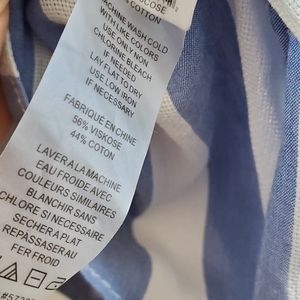 COTTON
MACHINE WASH COLD
WITH LIKE COLORS
USE ONLY NON
CHLORINE BLEACH
IF NEEDED
LAY FLAT TO DRY
USE LOW IRON
IF NECESSARY
FABRIQUÉ EN CHINE
56% VISKOSE
44% COTON
LAVER A LA MACHINE
EAU FROIDE AVEC
COULEURS SIMILAIRES
BLANCHIR SANS
CHLORE SI NECESSAIRE
SECHER A PLAT
REPASSER AU
FER FROID